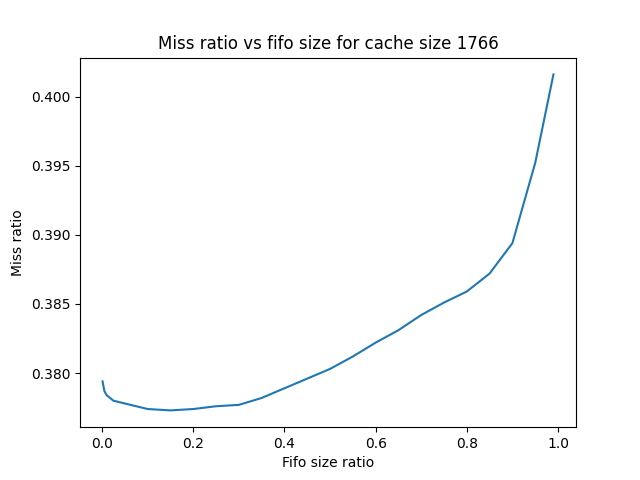 Miss ratio vs fifo size for cache size 1766
0.400
0.395
0.390
0.385
0.380
Miss ratio
0.0 0.2 0.4 0.6 0.8 1.0
Fifo size ratio